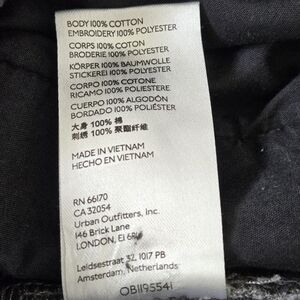 BODY 100% COTTON
EMBROIDERY 100% POLYESTER
CORPS 100% COTON
BRODERIE 100% POLYESTER
KÖRPER 100% BAUMWOLLE
STICKEREI 100% POLYESTER
CORPO 100% COTONE
RICAMO 100% POLIESTERE
CUERPO 100% ALGODÓN
BORDADO 100% POLIÉSTER
大身 100% 棉
刺绣 100% 聚酯纤维
MADE IN VIETNAM
HECHO EN VIETNAM
RN 66170
CA 32054
Urban Outfitters, Inc.
146 Brick Lane
LONDON, E1 6RU
Leidsestraat 32, 1017 PB
Amsterdam, Netherlands
OB1195541